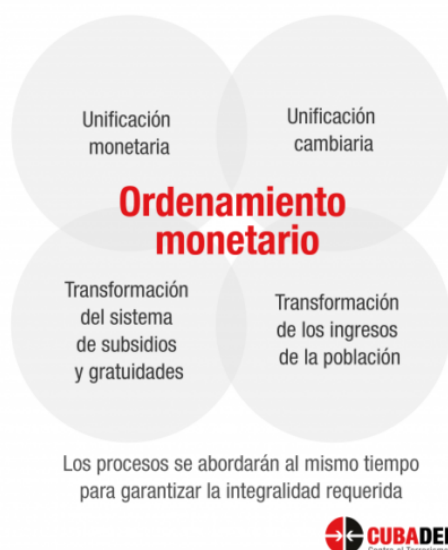 Unificación
monetaria
Unificación
cambiaria
Ordenamiento
monetario
Transformación
del sistema
de subsidios
y gratuidades
Transformación
de los ingresos
de la población
Los procesos se abordarán al mismo tiempo
para garantizar la integralidad requerida
CUBADE